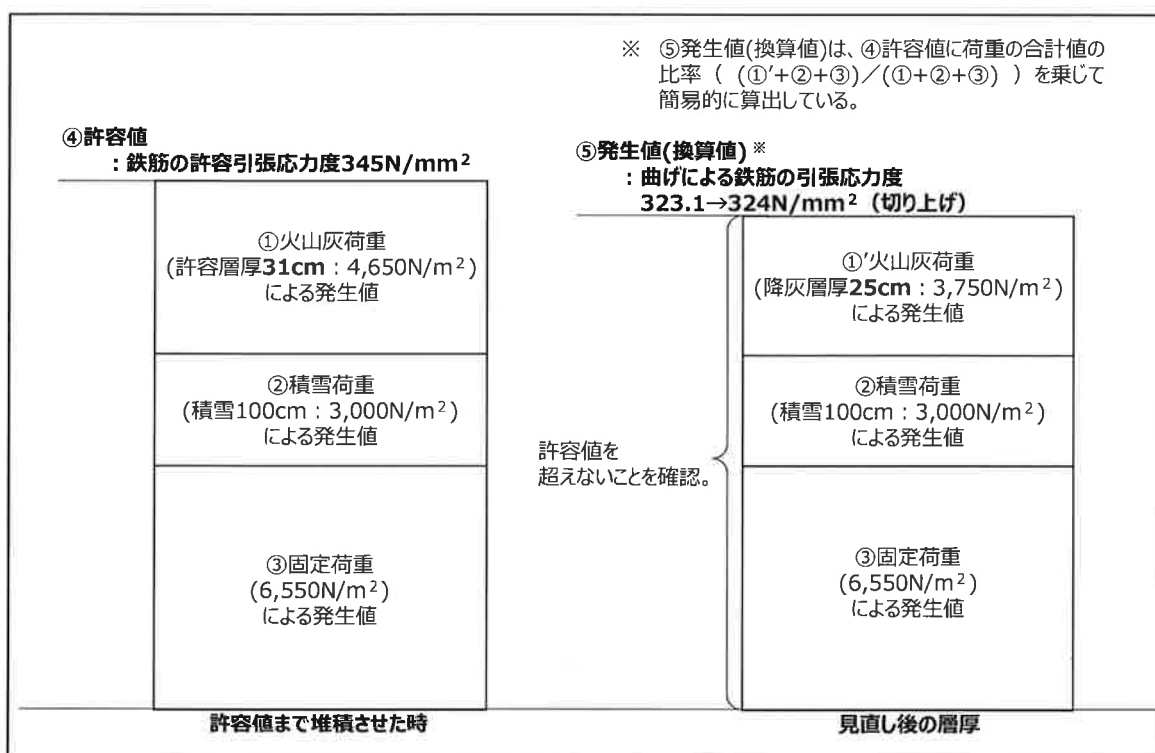 ※ ⑤発生値(換算値)は、④許容値に荷重の合計値の
比率（ (①'+②+③)／(①+②+③) ）を乗じて
簡易的に算出している。
④許容値
：鉄筋の許容引張応力度345N/mm²
⑤発生値(換算値)※
：曲げによる鉄筋の引張応力度
323.1→324N/mm²（切り上げ）
①火山灰荷重
(許容層厚31cm：4,650N/m²)
による発生値
②積雪荷重
(積雪100cm：3,000N/m²)
による発生値
③固定荷重
(6,550N/m²)
による発生値
許容値まで堆積させた時
許容値を
超えないことを確認。
①'火山灰荷重
(降灰層厚25cm：3,750N/m²)
による発生値
②積雪荷重
(積雪100cm：3,000N/m²)
による発生値
③固定荷重
(6,550N/m²)
による発生値
見直し後の層厚